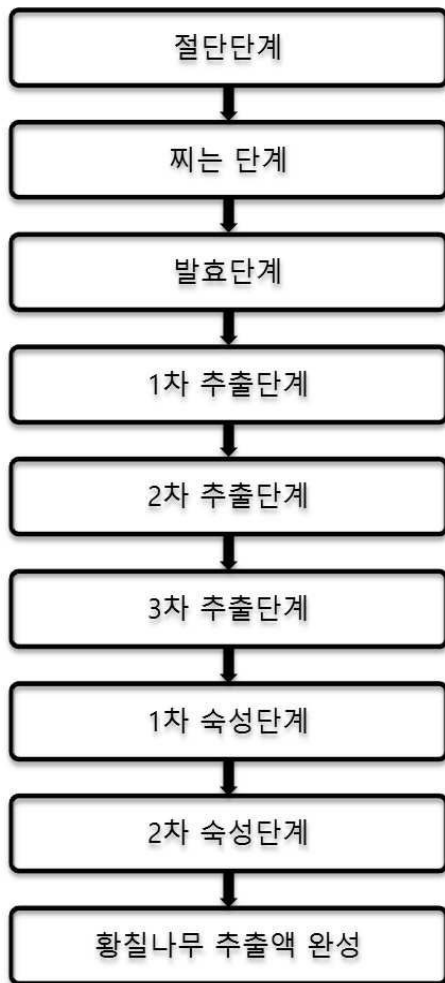 절단단계
찌는 단계
발효단계
1차 추출단계
2차 추출단계
3차 추출단계
1차 숙성단계
2차 숙성단계
황칠나무 추출액 완성